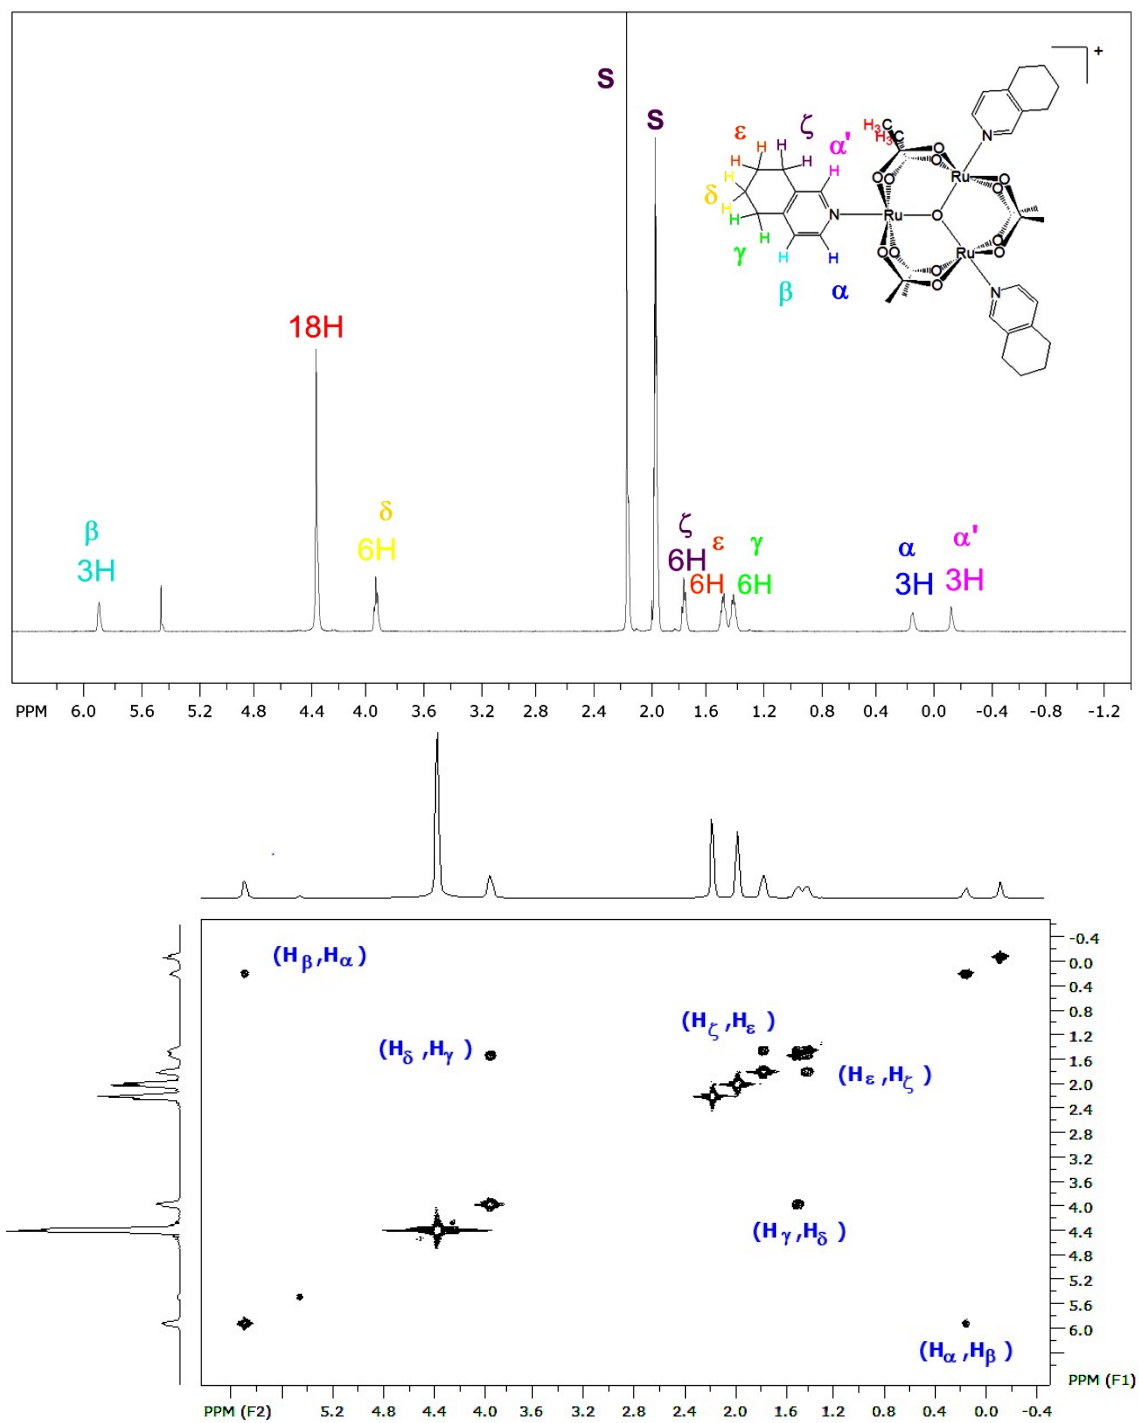 S
S
+
ε
ζ
α'
H
H
H₃C
H₃C
H
H
H
H
H
δ
H
H
H
H
H
H
γ
β
α
N
Ru
O
Ru
Ru
N
N
O
O
O
O
O
O
O
O
O
O
O
O
18H
β
3H
δ
6H
ζ
6H
ε
6H
γ
6H
α
3H
α'
3H
PPM 6.0 5.6 5.2 4.8 4.4 4.0 3.6 3.2 2.8 2.4 2.0 1.6 1.2 0.8 0.4 0.0 -0.4 -0.8 -1.2
(Hβ,Hα)
(Hζ,Hε)
(Hδ,Hγ)
(Hε,Hζ)
(Hγ,Hδ)
(Hα,Hβ)
-0.4
0.0
0.4
0.8
1.2
1.6
2.0
2.4
2.8
3.2
3.6
4.0
4.4
4.8
5.2
5.6
6.0
PPM (F1)
PPM (F2) 5.2 4.8 4.4 4.0 3.6 3.2 2.8 2.4 2.0 1.6 1.2 0.8 0.4 0.0 -0.4